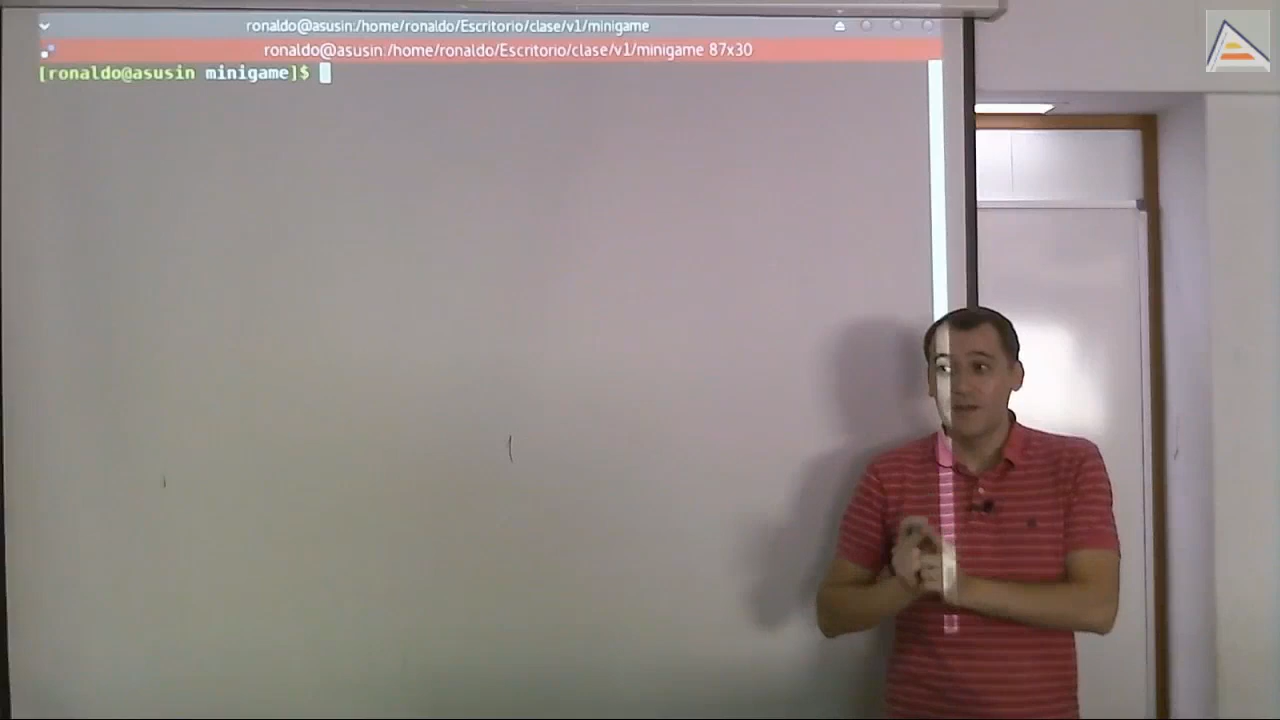 ronaldo@asusin:/home/ronaldo/Escritorio/clase/v1/minigame
ronaldo@asusin:/home/ronaldo/Escritorio/clase/v1/minigame 87x30
[ronaldo@asusin minigame]$